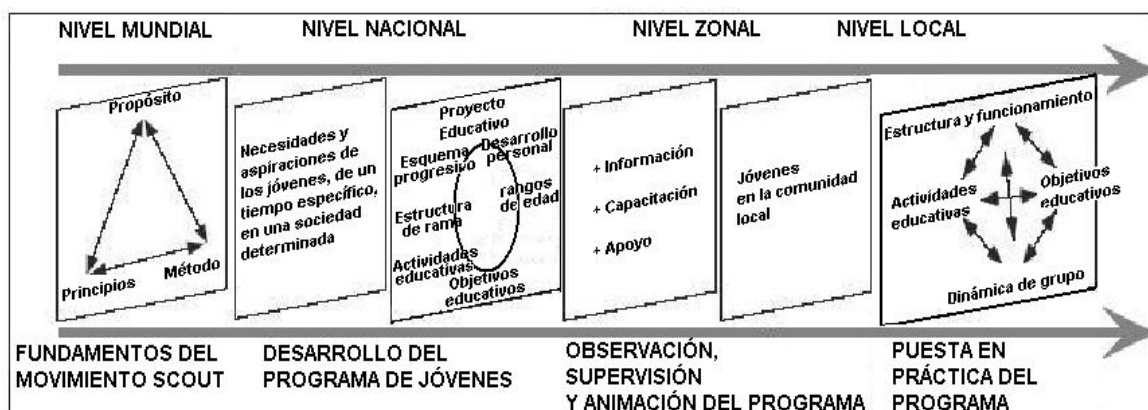 NIVEL MUNDIAL
NIVEL NACIONAL
NIVEL ZONAL
NIVEL LOCAL
Propósito
Principios
Método
Necesidades y
aspiraciones de
los jóvenes, de un
tiempo específico,
en una sociedad
determinada
Proyecto
Educativo
Esquema
progresivo
Desarrollo
personal
Estructura
de rama
rangos
de edad
Actividades
educativas
Objetivos
educativos
+ Información
+ Capacitación
+ Apoyo
Jóvenes
en la comunidad
local
Estructura y funcionamiento
Actividades
educativas
Objetivos
educativos
Dinámica de grupo
FUNDAMENTOS DEL
MOVIMIENTO SCOUT
DESARROLLO DEL
PROGRAMA DE JÓVENES
OBSERVACIÓN,
SUPERVISIÓN
Y ANIMACIÓN DEL PROGRAMA
PUESTA EN
PRÁCTICA DEL
PROGRAMA